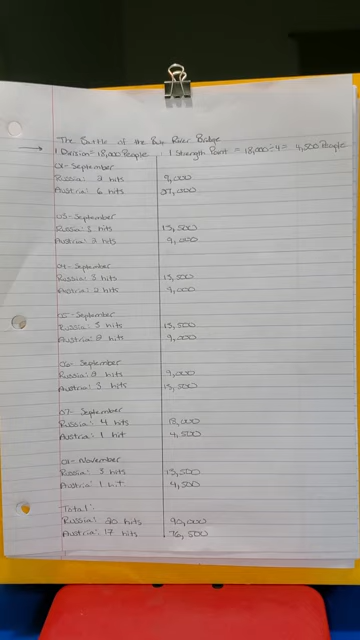 The Battle of the Bug River Bridge
1 Division = 18,000 People 1 Strength Point = 18,000 ÷ 4 = 4,500 People
02-September
Russia: 2 hits 9,000
Austria: 6 hits 27,000
03-September
Russia: 3 hits 13,500
Austria: 2 hits 9,000
04-September
Russia: 3 hits 13,500
Austria: 2 hits 9,000
05-September
Russia: 3 hits 13,500
Austria: 2 hits 9,000
06-September
Russia: 2 hits 9,000
Austria: 3 hits 13,500
07-September
Russia: 4 hits 18,000
Austria: 1 hit 4,500
01-November
Russia: 3 hits 13,500
Austria: 1 hit 4,500
Total:
Russia: 20 hits 90,000
Austria: 17 hits 76,500